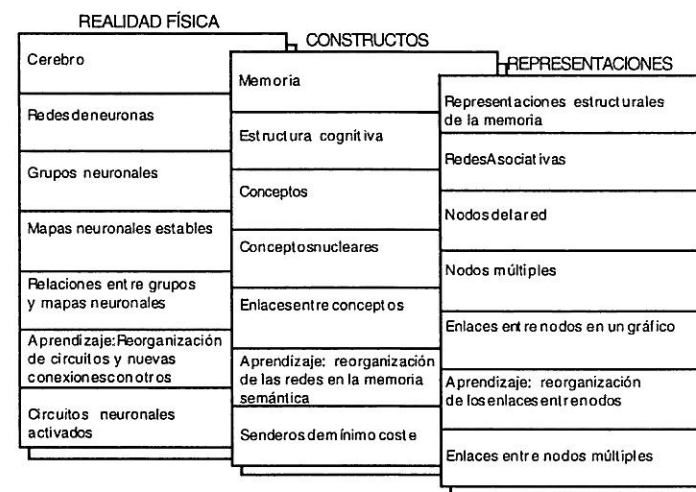 REALIDAD FÍSICA
Cerebro
Redes de neuronas
Grupos neuronales
Mapas neuronales estables
Relaciones entre grupos
y mapas neuronales
Aprendizaje:Reorganización
de circuitos y nuevas
conexiones con otros
Circuitos neuronales
activados
CONSTRUCTOS
Memoria
Estructura cognitiva
Conceptos
Conceptos nucleares
Enlaces entre conceptos
Aprendizaje: reorganización
de las redes en la memoria
semántica
Senderos de mínimo coste
REPRESENTACIONES
Representaciones estructurales
de la memoria
Redes Asociativas
Nodos de la red
Nodos múltiples
Enlaces entre nodos en un gráfico
Aprendizaje: reorganización
de los enlaces entre nodos
Enlaces entre nodos múltiples